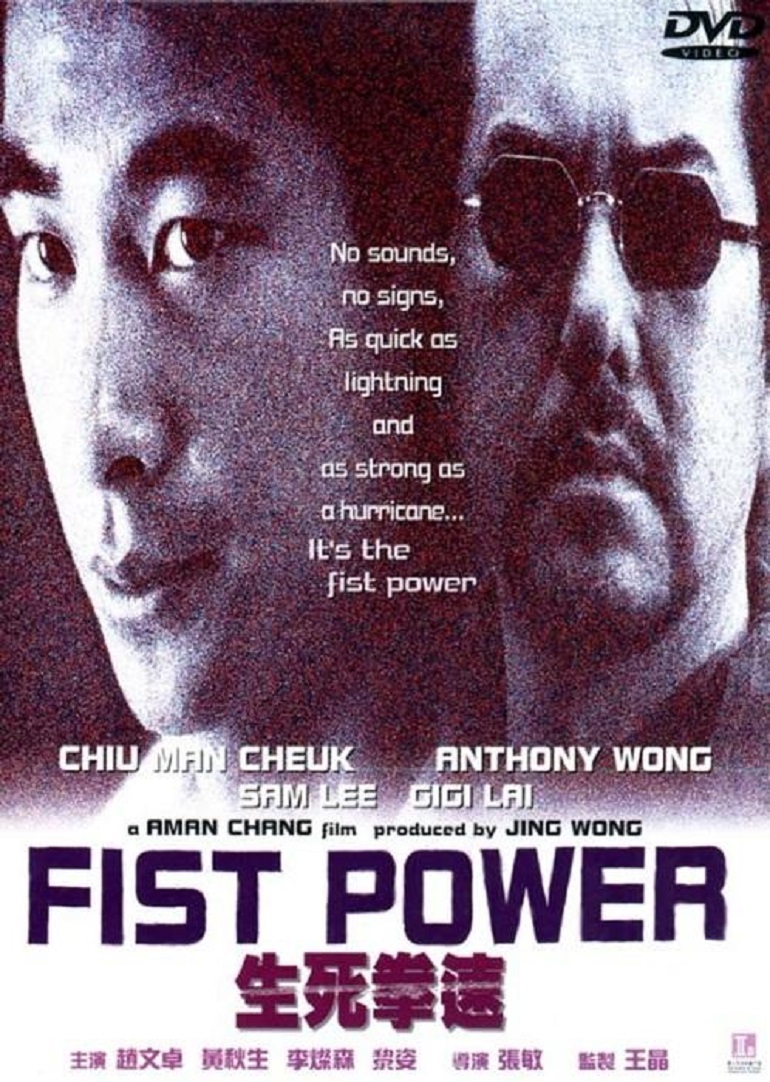 DVD
VIDEO
No sounds,
no signs,
As quick as
lightning
and
as strong as
a hurricane...
It's the
fist power
CHIU MAN CHEUK ANTHONY WONG
SAM LEE GIGI LAI
a AMAN CHANG film produced by JING WONG
FIST POWER
生死拳速
主演 趙文卓 黃秋生 李燦森 黎姿 導演 張敏 監製 王晶